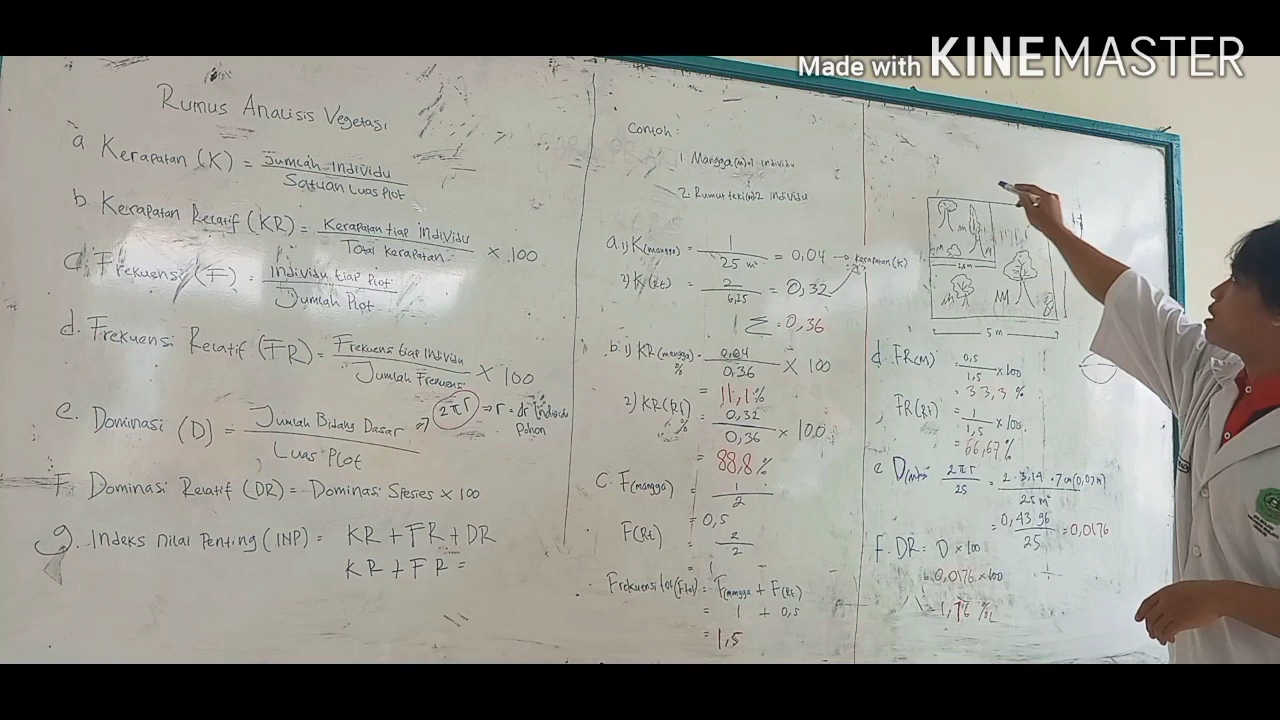 Made with KINEMASTER
Rumus Analisis Vegetasi
a Kerapatan (K) = Jumlah Individu
Satuan Luas Plot
b. Kerapatan Relatif (KR) = Kerapatan tiap Individu × 100
Total Kerapatan
c. Frekuensi (F) = Individu tiap Plot
Jumlah Plot
d. Frekuensi Relatif (FR) = Frekuensi tiap Individu × 100
Jumlah Frekuensi
e. Dominasi (D) = Jumlah Bidang Dasar → 2πr ⇒ r = dr Individu Pohon
Luas Plot
F. Dominasi Relatif (DR) = Dominasi Spesies × 100
g. Indeks Nilai Penting (INP) = KR + FR + DR
KR + FR =
Contoh:
1. Mangga (m) = 1 individu
2. Rumut teki 2 Individu
a. 1) K(mangga) = 1 = 0,04 → Kerapatan (K)
25 m²
2) K(Rt) = 2 = 0,32
6,25
Σ = 0,36
b. 1) KR(mangga) 0,04 × 100
% 0,36
= 11,1 %
2) KR(Rt) = 0,32 × 100
% 0,36
= 88,8 %
C. F(mangga) = 1
2
= 0,5
F(Rt) = 2
2
= 1
Frekuensi tot (Ftot) = F(mangga + F(Rt)
= 1 + 0,5
= 1,5
M
2,5m
M
5 m
d. FR(M) = 0,5 × 100
1,5
= 33,3 %
FR(Rt) = 1 × 100
1,5
= 66,67 %
e 2πr = 2 · 3,14 · 7 cm (0,07m)
25 25 m²
= 0,4396 = 0,0176
25
F. DR: D × 100
= 0,0176 × 100
= 1,76 %